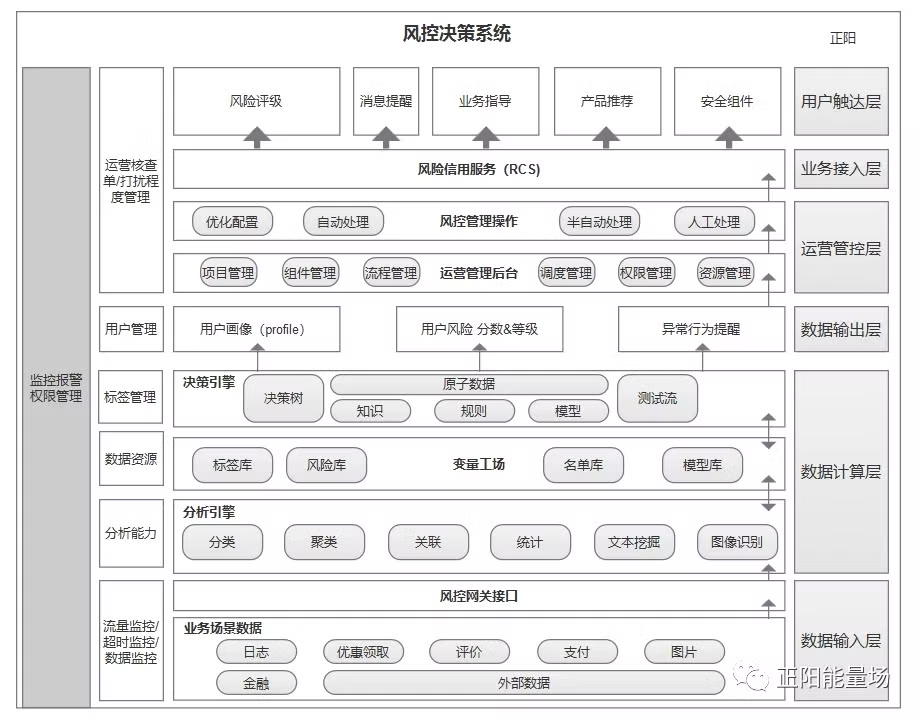 风控决策系统
正阳
监控报警
权限管理
运营核查
单/打扰程
度管理
风险评级
消息提醒
业务指导
产品推荐
安全组件
用户触达层
风险信用服务（RCS)
业务接入层
优化配置
自动处理
风控管理操作
半自动处理
人工处理
运营管控层
项目管理
组件管理
流程管理
运营管理后台
调度管理
权限管理
资源管理
用户管理
用户画像（profile）
用户风险 分数&等级
异常行为提醒
数据输出层
标签管理
决策引擎
决策树
原子数据
知识
规则
模型
测试流
数据计算层
数据资源
标签库
风险库
变量工场
名单库
模型库
分析能力
分析引擎
分类
聚类
关联
统计
文本挖掘
图像识别
流量监控/
超时监控/
数据监控
风控网关接口
业务场景数据
日志
优惠领取
评价
支付
图片
金融
外部数据
数据输入层
正阳能量场